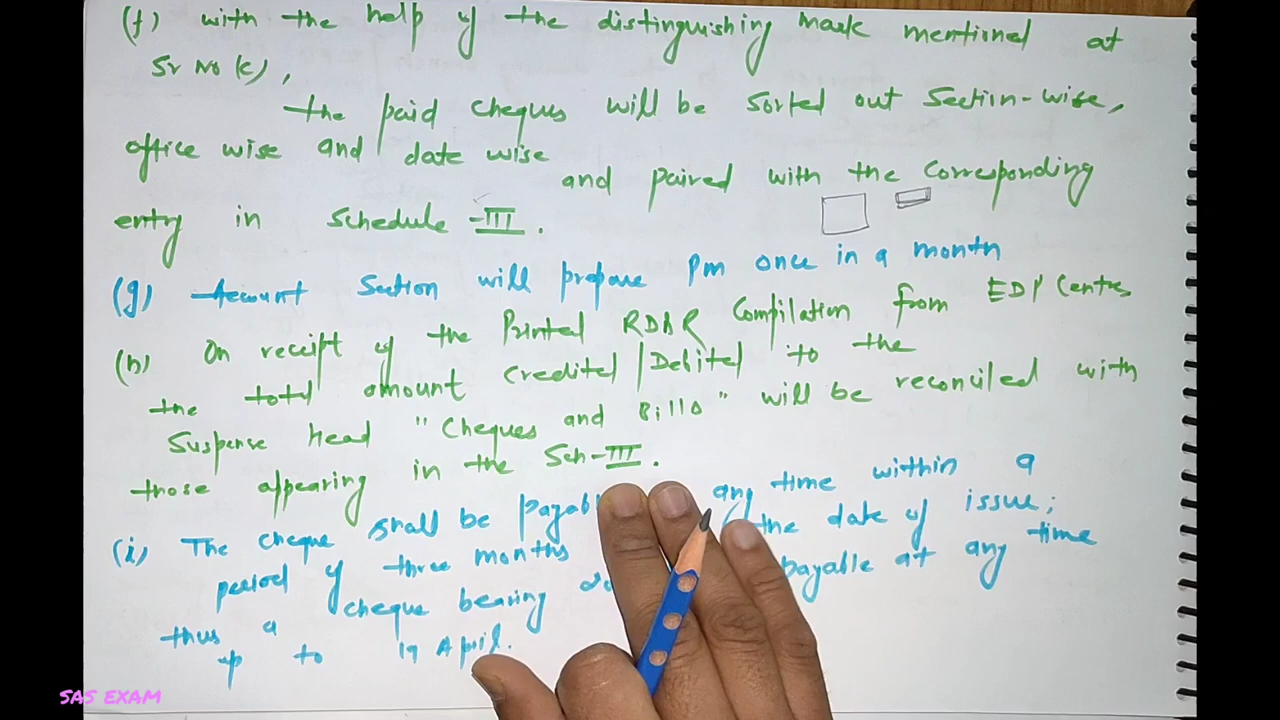 (f) with the help of the distinguishing mark mentioned at
Sr No (c),
the paid cheques will be sorted out section-wise,
office wise and date wise
and paired with the corresponding
entry in schedule -III.
(g) Account Section will prepare Pm once in a month
(h) On receipt of the Printed RDAR Compilation from EDP Centres
the total amount credited/Debited to the
Suspense Head "Cheques and Bills" will be reconciled with
those appearing in the Sch-III.
(i) The cheque shall be any time within a
period of three months the date of issue;
thus a cheque bearing payable at any time
up to 19 April.
SAS EXAM